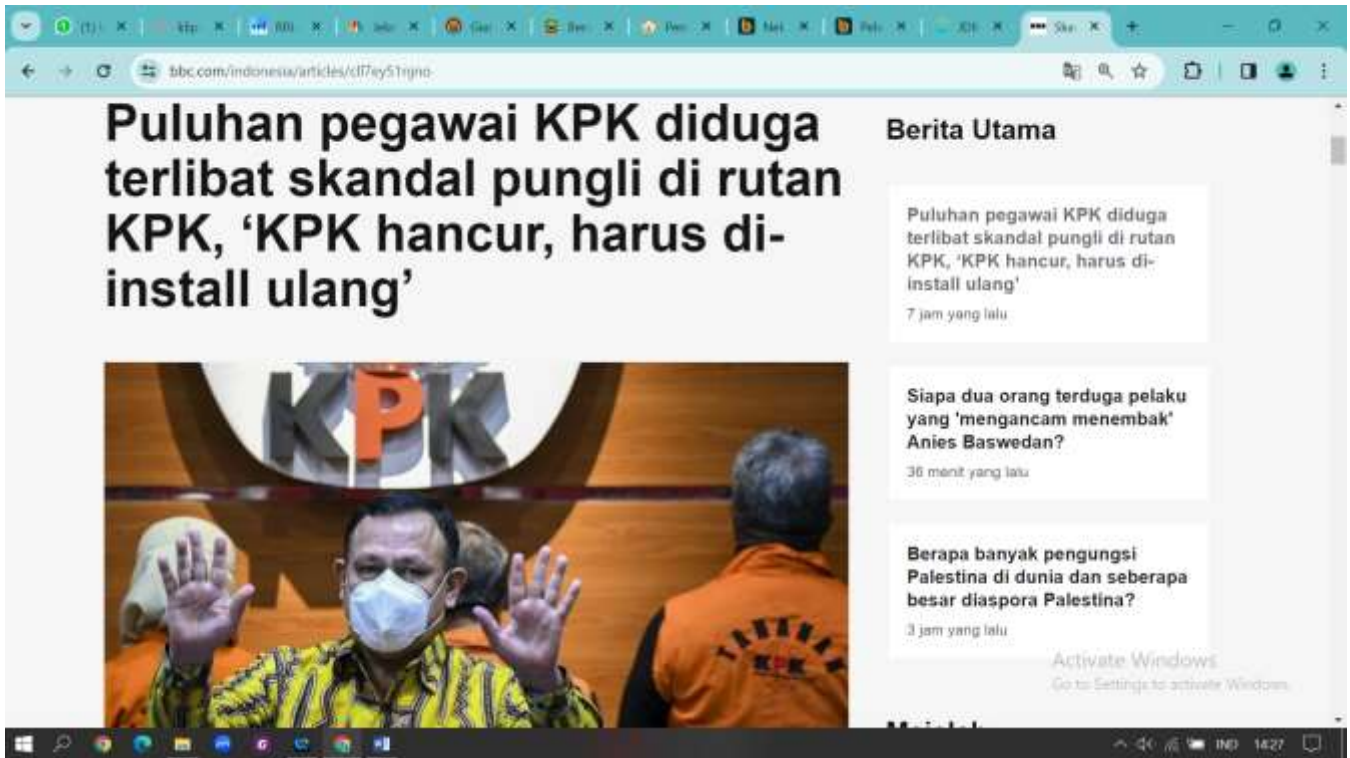 bbc.com/indonesia/articles/cll7ey51rgno
Puluhan pegawai KPK diduga
terlibat skandal pungli di rutan
KPK, ‘KPK hancur, harus di-
install ulang’
KPK
TAHANAN
KPK
Berita Utama
Puluhan pegawai KPK diduga
terlibat skandal pungli di rutan
KPK, ‘KPK hancur, harus di-
install ulang’
7 jam yang lalu
Siapa dua orang terduga pelaku
yang 'mengancam menembak'
Anies Baswedan?
36 menit yang lalu
Berapa banyak pengungsi
Palestina di dunia dan seberapa
besar diaspora Palestina?
3 jam yang lalu
Activate Windows
Go to Settings to activate Windows.
IND 14:27